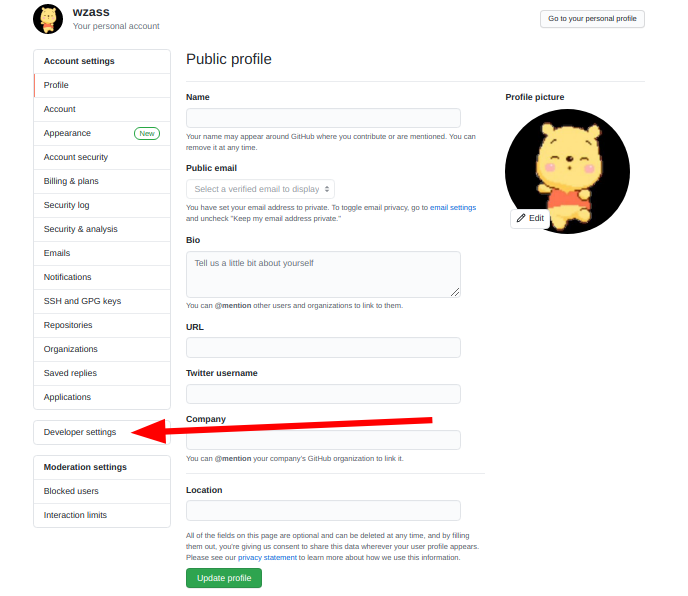 wzass
Your personal account
Go to your personal profile
Account settings
Profile
Account
Appearance New
Account security
Billing & plans
Security log
Security & analysis
Emails
Notifications
SSH and GPG keys
Repositories
Organizations
Saved replies
Applications
Developer settings
Moderation settings
Blocked users
Interaction limits
Public profile
Name
Your name may appear around GitHub where you contribute or are mentioned. You can
remove it at any time.
Public email
Select a verified email to display
You have set your email address to private. To toggle email privacy, go to email settings
and uncheck "Keep my email address private."
Bio
Tell us a little bit about yourself
You can @mention other users and organizations to link to them.
URL
Twitter username
Company
You can @mention your company's GitHub organization to link it.
Location
All of the fields on this page are optional and can be deleted at any time, and by filling
them out, you're giving us consent to share this data wherever your user profile appears.
Please see our privacy statement to learn more about how we use this information.
Update profile
Profile picture
Edit